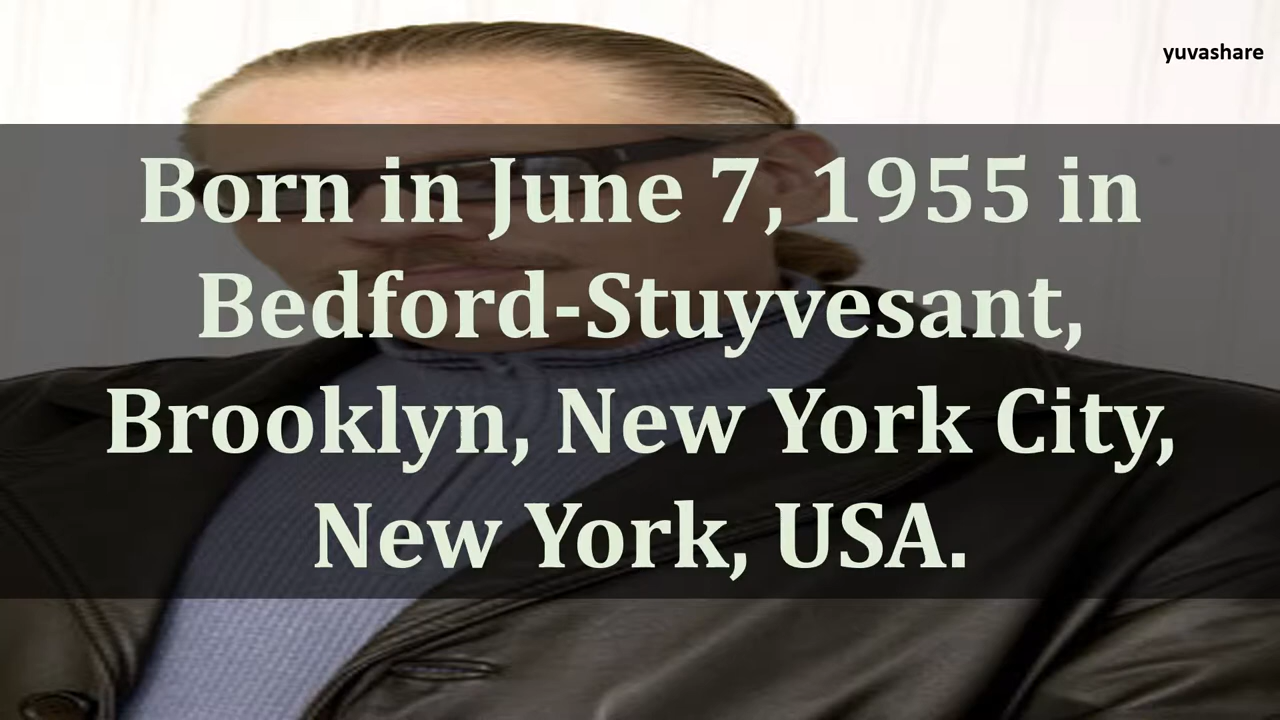 yuvashare
Born in June 7, 1955 in
Bedford-Stuyvesant,
Brooklyn, New York City,
New York, USA.